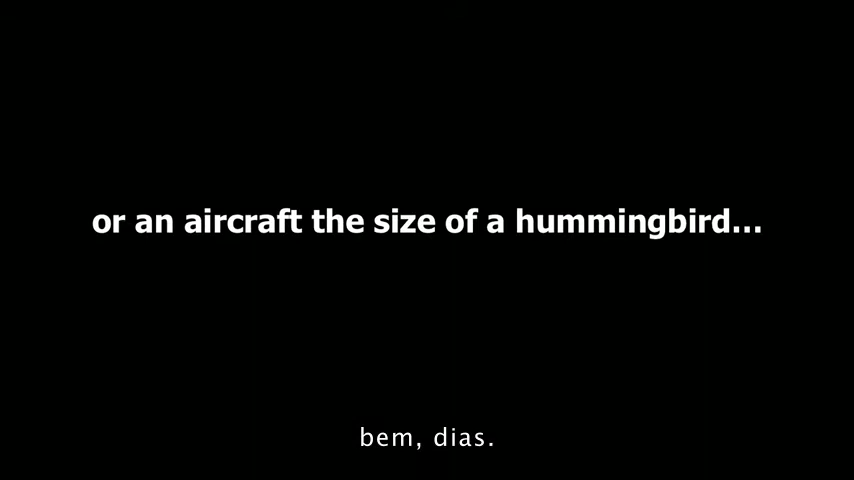 or an aircraft the size of a hummingbird...
bem, dias.